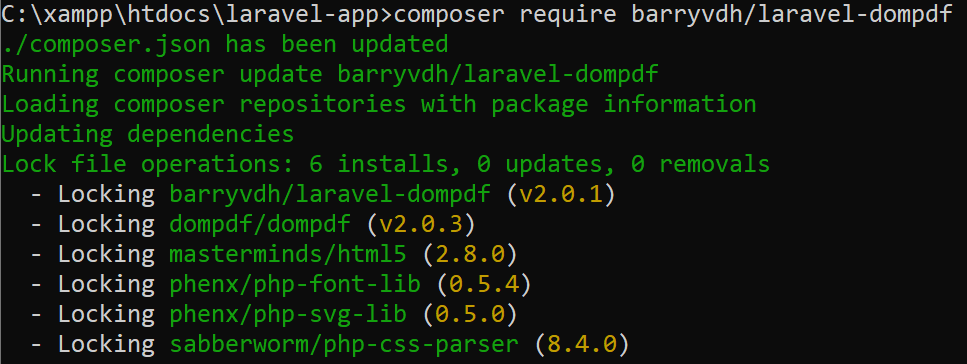 C:\xampp\htdocs\laravel-app>composer require barryvdh/laravel-dompdf
./composer.json has been updated
Running composer update barryvdh/laravel-dompdf
Loading composer repositories with package information
Updating dependencies
Lock file operations: 6 installs, 0 updates, 0 removals
  - Locking barryvdh/laravel-dompdf (v2.0.1)
  - Locking dompdf/dompdf (v2.0.3)
  - Locking masterminds/html5 (2.8.0)
  - Locking phenx/php-font-lib (0.5.4)
  - Locking phenx/php-svg-lib (0.5.0)
  - Locking sabberworm/php-css-parser (8.4.0)